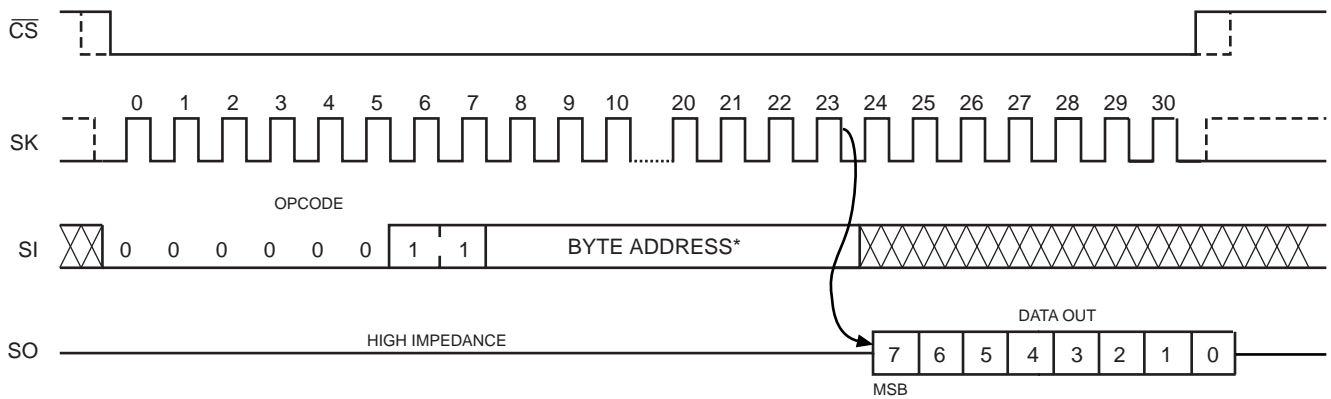 CS
0 1 2 3 4 5 6 7 8 9 10 20 21 22 23 24 25 26 27 28 29 30
SK
OPCODE
SI 0 0 0 0 0 0 1 1 BYTE ADDRESS*
DATA OUT
HIGH IMPEDANCE
SO 7 6 5 4 3 2 1 0
MSB